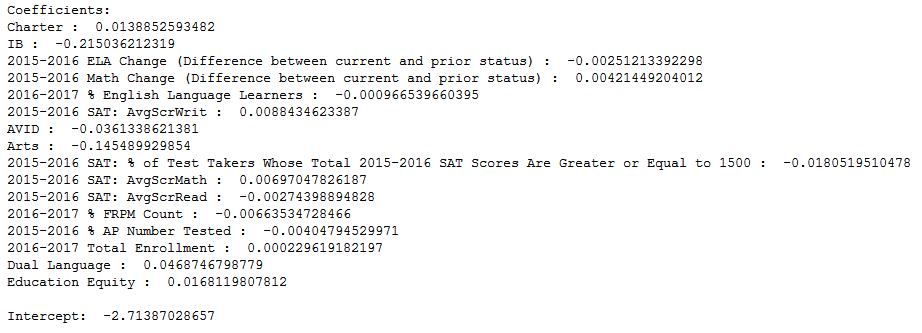 Coefficients:
Charter :  0.0138852593482
IB :  -0.215036212319
2015-2016 ELA Change (Difference between current and prior status) :  -0.00251213392298
2015-2016 Math Change (Difference between current and prior status) :  0.00421449204012
2016-2017 % English Language Learners :  -0.000966539660395
2015-2016 SAT: AvgScrWrit :  0.0088434623387
AVID :  -0.0361338621381
Arts :  -0.145489929854
2015-2016 SAT: % of Test Takers Whose Total 2015-2016 SAT Scores Are Greater or Equal to 1500 :  -0.0180519510478
2015-2016 SAT: AvgScrMath :  0.00697047826187
2015-2016 SAT: AvgScrRead :  -0.00274398894828
2016-2017 % FRPM Count :  -0.00663534728466
2015-2016 % AP Number Tested :  -0.00404794529971
2016-2017 Total Enrollment :  0.000229619182197
Dual Language :  0.0468746798779
Education Equity :  0.0168119807812
Intercept:  -2.71387028657